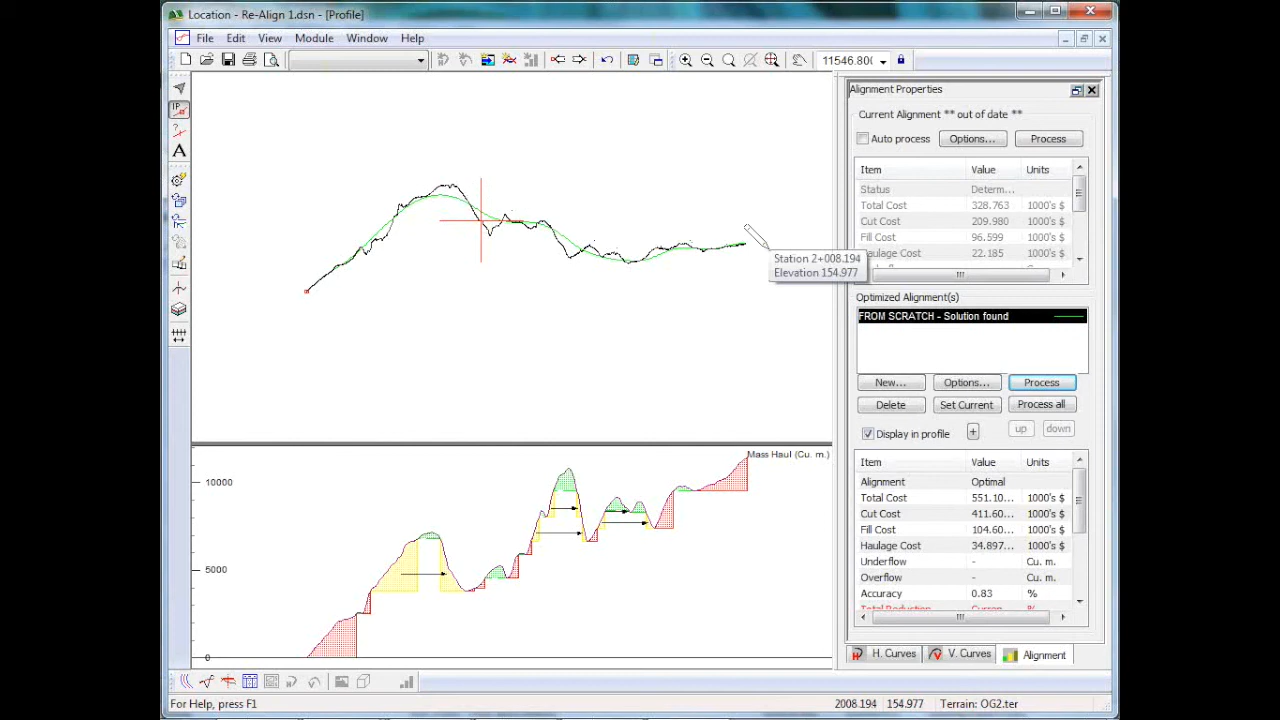 Location - Re-Align 1.dsn - [Profile]
File Edit View Module Window Help
11546.80(
IP
A
Alignment Properties
Current Alignment ** out of date **
Auto process Options... Process
Item Value Units
Status Determ...
Total Cost 328.763 1000's $
Cut Cost 209.980 1000's $
Fill Cost 96.599 1000's $
Haulage Cost 22.185 1000's $
Station 2+008.194
Elevation 154.977
Optimized Alignment(s)
FROM SCRATCH - Solution found
New... Options... Process
Delete Set Current Process all
Display in profile + up down
Item Value Units
Alignment Optimal
Total Cost 551.10... 1000's $
Cut Cost 411.60... 1000's $
Fill Cost 104.60... 1000's $
Haulage Cost 34.897... 1000's $
Underflow - Cu. m.
Overflow - Cu. m.
Accuracy 0.83 %
Total Reduction Curren... %
H. Curves V. Curves Alignment
Mass Haul (Cu. m.)
10000
5000
0
For Help, press F1 2008.194 154.977 Terrain: OG2.ter